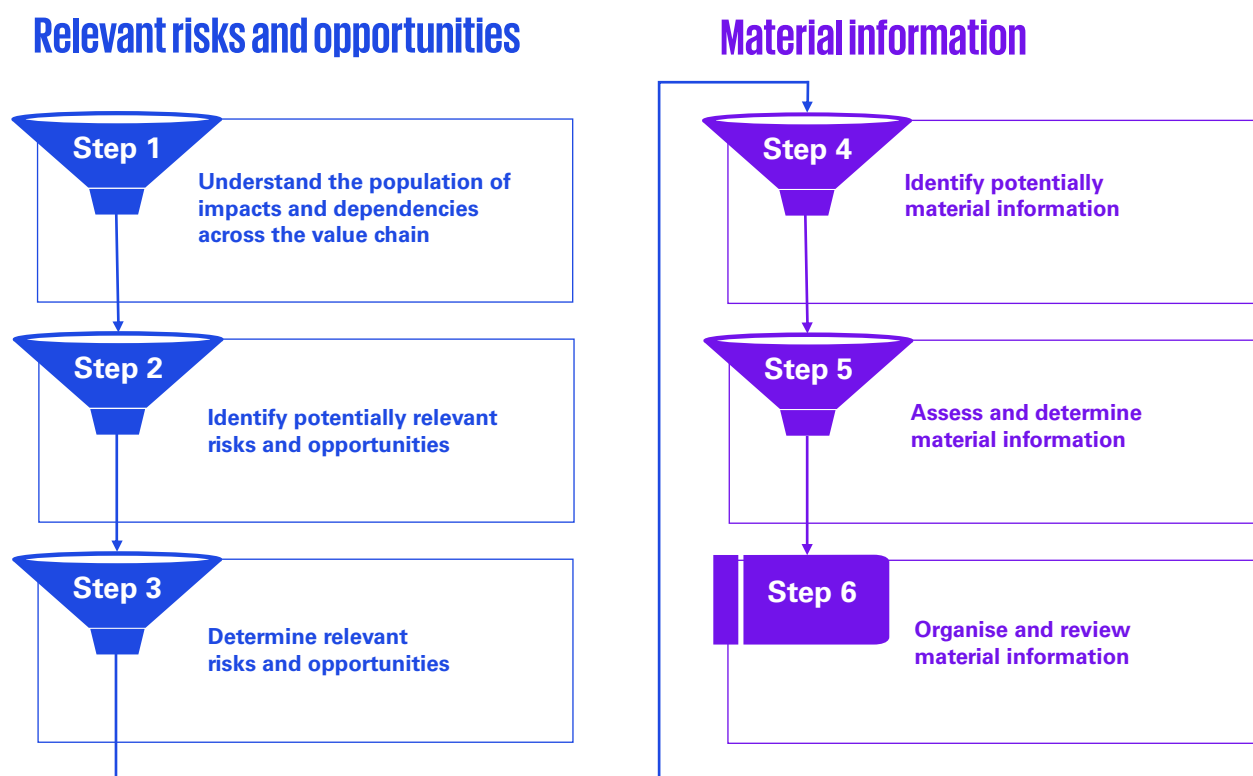 Relevant risks and opportunities
Step 1
Understand the population of
impacts and dependencies
across the value chain
Step 2
Identify potentially relevant
risks and opportunities
Step 3
Determine relevant
risks and opportunities
Material information
Step 4
Identify potentially
material information
Step 5
Assess and determine
material information
Step 6
Organise and review
material information